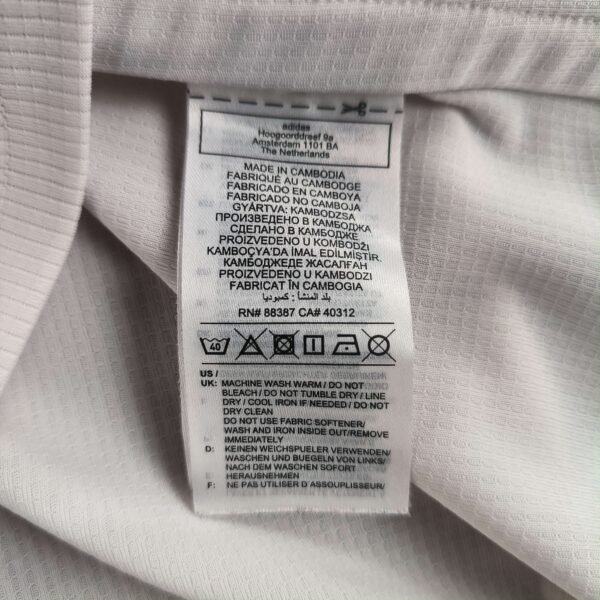 adidas
Hoogoorddreef 9a
Amsterdam 1101 BA
The Netherlands
MADE IN CAMBODIA
FABRIQUÉ AU CAMBODGE
FABRICADO EN CAMBOYA
FABRICADO NO CAMBOJA
GYÁRTVA: KAMBODZSA
ПРОИЗВЕДЕНО В КАМБОДЖА
СДЕЛАНО В КАМБОДЖЕ
PROIZVEDENO U KOMBODŽI
KAMBOÇYA'DA İMAL EDİLMİŞTİR.
КАМБОДЖЕДЕ ЖАСАЛҒАН
PROIZVEDENO U KAMBODZI
FABRICAT ÎN CAMBOGIA
بلد المنشأ : كمبوديا
RN# 88387 CA# 40312
40
US /
UK: MACHINE WASH WARM / DO NOT
BLEACH / DO NOT TUMBLE DRY / LINE
DRY / COOL IRON IF NEEDED / DO NOT
DRY CLEAN
DO NOT USE FABRIC SOFTENER/
WASH AND IRON INSIDE OUT/REMOVE
IMMEDIATELY
D: KEINEN WEICHSPUELER VERWENDEN/
WASCHEN UND BUEGELN VON LINKS/
NACH DEM WASCHEN SOFORT
HERAUSNEHMEN
F: NE PAS UTILISER D'ASSOUPLISSEUR/